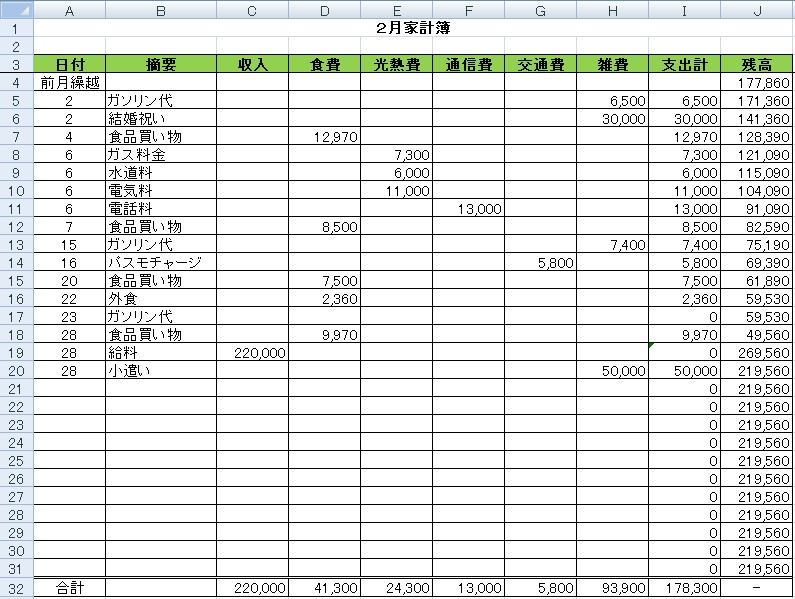 A B C D E F G H I J
1 2月家計簿
2
3 日付 摘要 収入 食費 光熱費 通信費 交通費 雑費 支出計 残高
4 前月繰越 177,860
5 2 ガソリン代 6,500 6,500 171,360
6 2 結婚祝い 30,000 30,000 141,360
7 4 食品買い物 12,970 12,970 128,390
8 6 ガス料金 7,300 7,300 121,090
9 6 水道料 6,000 6,000 115,090
10 6 電気料 11,000 11,000 104,090
11 6 電話料 13,000 13,000 91,090
12 7 食品買い物 8,500 8,500 82,590
13 15 ガソリン代 7,400 7,400 75,190
14 16 パスモチャージ 5,800 5,800 69,390
15 20 食品買い物 7,500 7,500 61,890
16 22 外食 2,360 2,360 59,530
17 23 ガソリン代 0 59,530
18 28 食品買い物 9,970 9,970 49,560
19 28 給料 220,000 0 269,560
20 28 小遣い 50,000 50,000 219,560
21 0 219,560
22 0 219,560
23 0 219,560
24 0 219,560
25 0 219,560
26 0 219,560
27 0 219,560
28 0 219,560
29 0 219,560
30 0 219,560
31 0 219,560
32 合計 220,000 41,300 24,300 13,000 5,800 93,900 178,300 −